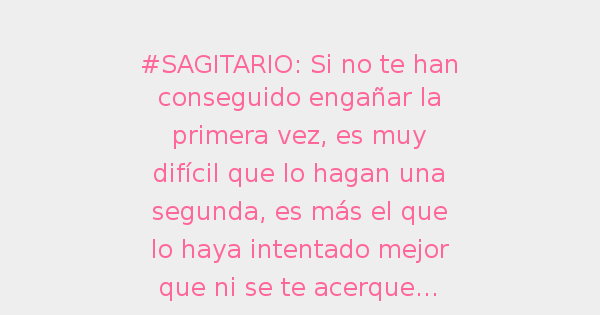 #SAGITARIO: Si no te han
conseguido engañar la
primera vez, es muy
difícil que lo hagan una
segunda, es más el que
lo haya intentado mejor
que ni se te acerque...